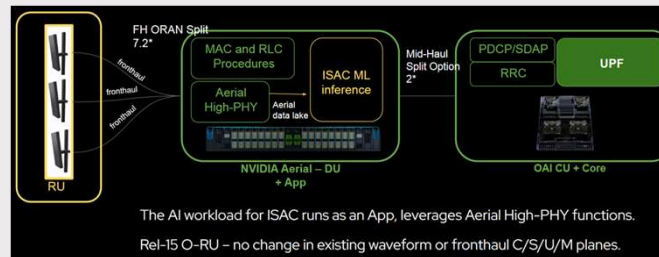 FH ORAN Split
7.2*
fronthaul
fronthaul
fronthaul
RU
MAC and RLC
Procedures
Aerial
High-PHY
Aerial
data lake
ISAC ML
inference
NVIDIA Aerial – DU
+ App
Mid-Haul
Split Option
2*
PDCP/SDAP
RRC
UPF
OAI CU + Core
The AI workload for ISAC runs as an App, leverages Aerial High-PHY functions.
Rel-15 O-RU – no change in existing waveform or fronthaul C/S/U/M planes.